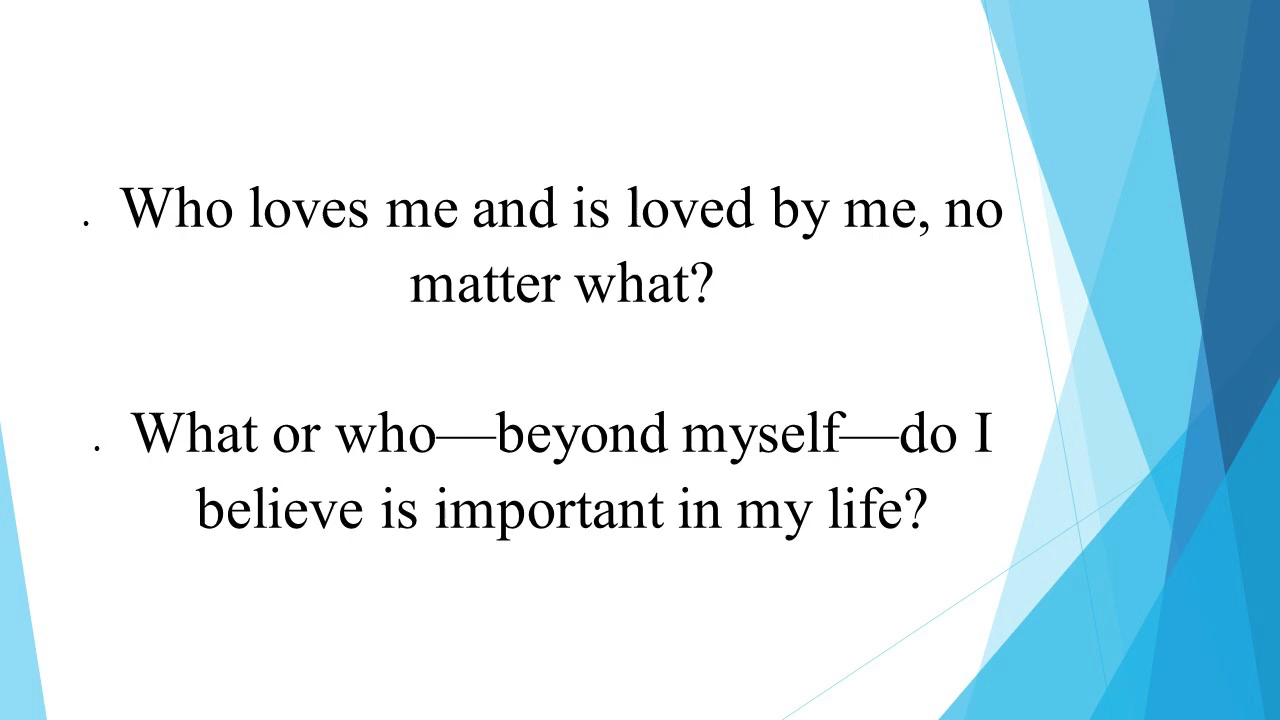 . Who loves me and is loved by me, no
matter what?
. What or who—beyond myself—do I
believe is important in my life?